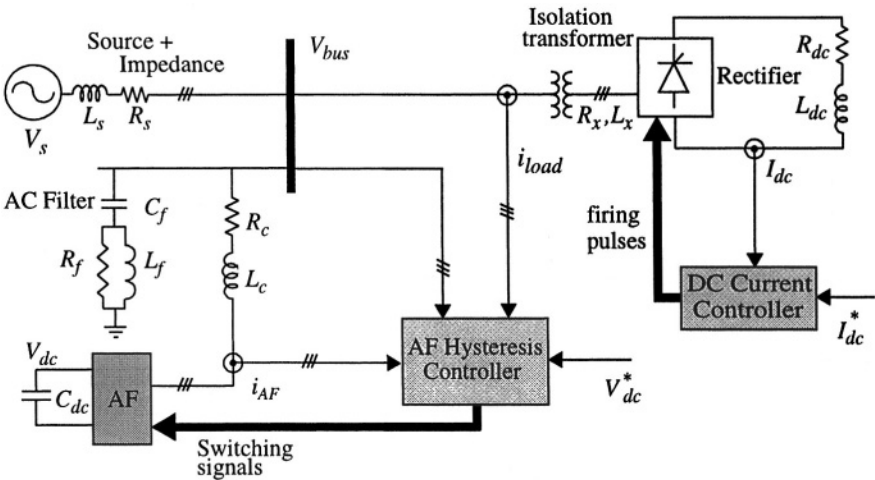 Source +
Impedance
V_s
L_s
R_s
V_bus
Isolation
transformer
R_x, L_x
Rectifier
R_dc
L_dc
i_load
I_dc
firing
pulses
DC Current
Controller
I*_dc
AC Filter
C_f
R_f
L_f
R_c
L_c
V_dc
C_dc
AF
i_AF
AF Hysteresis
Controller
V*_dc
Switching
signals